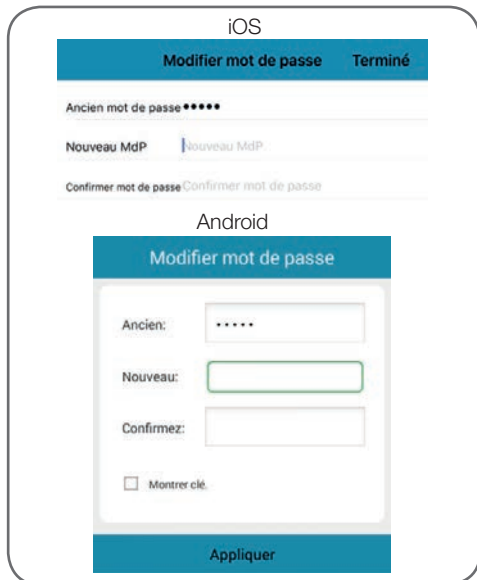 iOS
Modifier mot de passe Terminé
Ancien mot de passe •••••
Nouveau MdP Nouveau MdP
Confirmer mot de passe Confirmer mot de passe
Android
Modifier mot de passe
Ancien: •••••
Nouveau:
Confirmez:
Montrer clé.
Appliquer